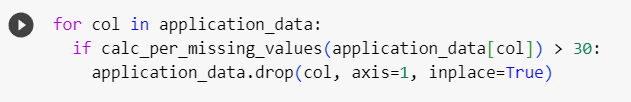 for col in application_data:
  if calc_per_missing_values(application_data[col]) > 30:
    application_data.drop(col, axis=1, inplace=True)